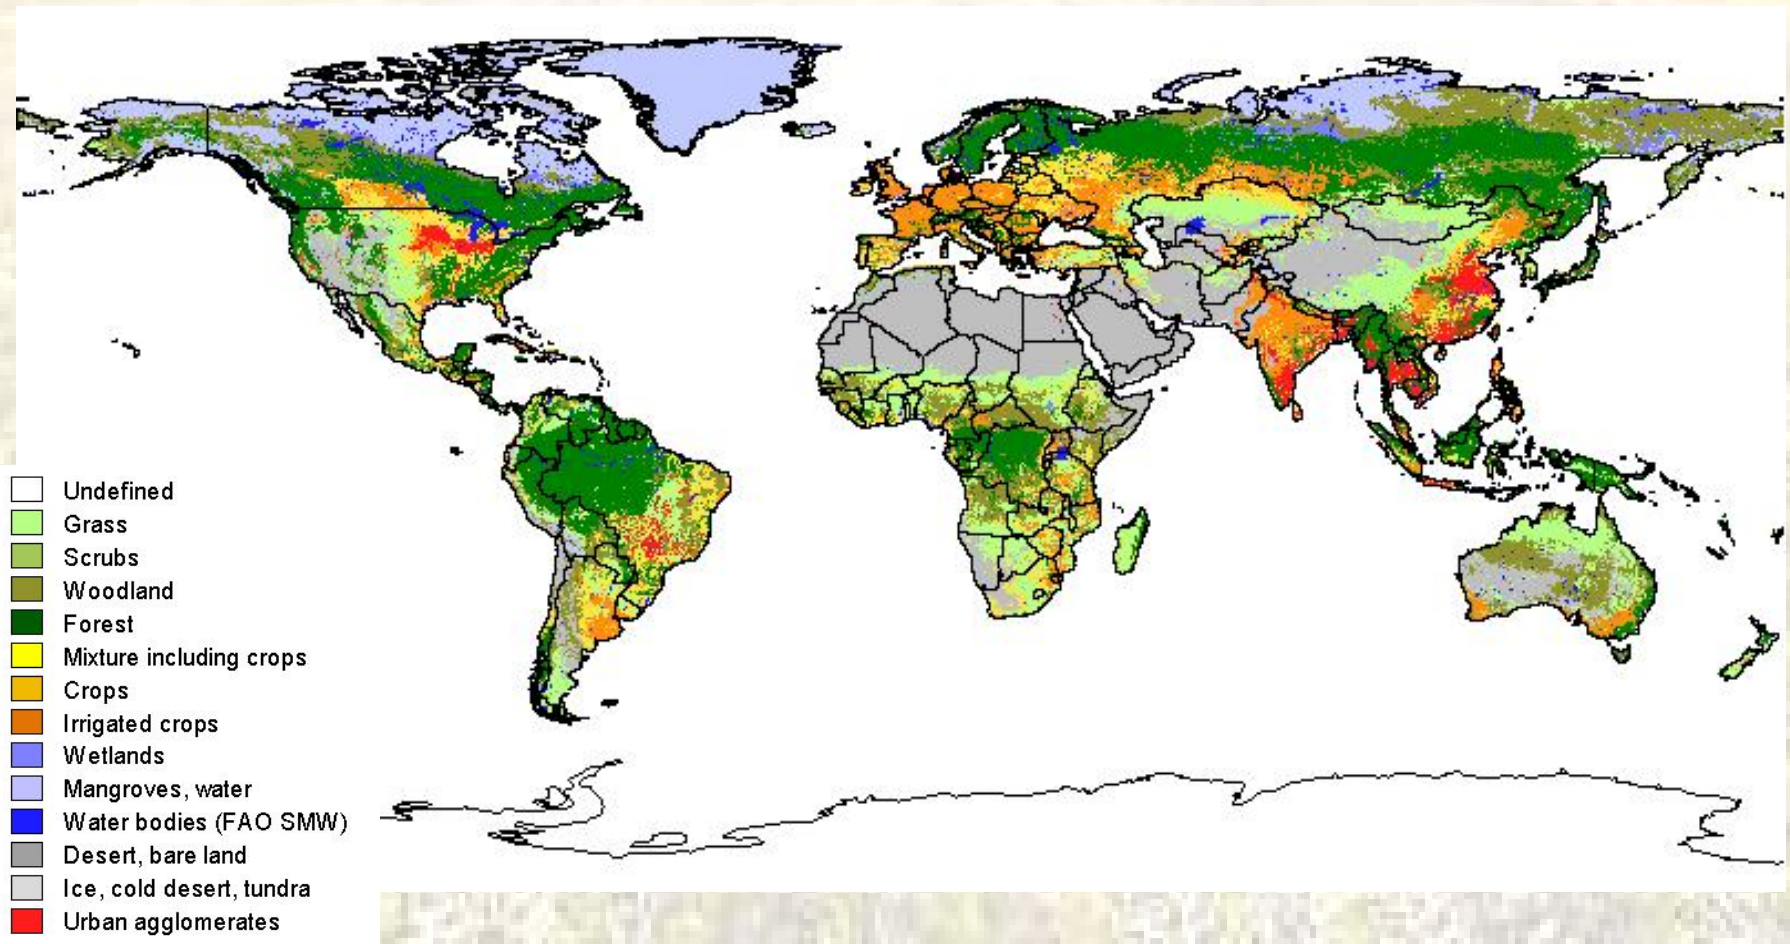 Undefined
Grass
Scrubs
Woodland
Forest
Mixture including crops
Crops
Irrigated crops
Wetlands
Mangroves, water
Water bodies (FAO SMW)
Desert, bare land
Ice, cold desert, tundra
Urban agglomerates